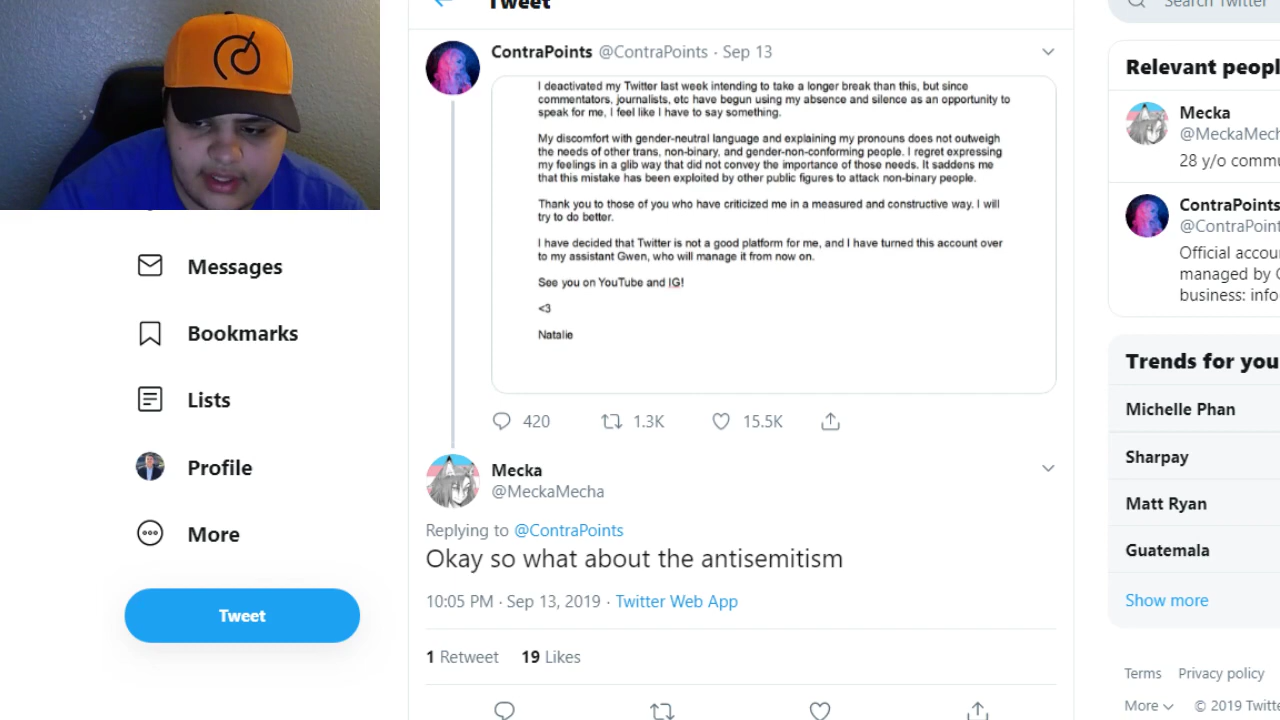 Tweet
Search Twitter
ContraPoints @ContraPoints · Sep 13
I deactivated my Twitter last week intending to take a longer break than this, but since
commentators, journalists, etc have begun using my absence and silence as an opportunity to
speak for me, I feel like I have to say something.
My discomfort with gender-neutral language and explaining my pronouns does not outweigh
the needs of other trans, non-binary, and gender-non-conforming people. I regret expressing
my feelings in a glib way that did not convey the importance of those needs. It saddens me
that this mistake has been exploited by other public figures to attack non-binary people.
Thank you to those of you who have criticized me in a measured and constructive way. I will
try to do better.
I have decided that Twitter is not a good platform for me, and I have turned this account over
to my assistant Gwen, who will manage it from now on.
See you on YouTube and IG!
<3
Natalie
420 1.3K 15.5K
Mecka
@MeckaMecha
Replying to @ContraPoints
Okay so what about the antisemitism
10:05 PM · Sep 13, 2019 · Twitter Web App
1 Retweet 19 Likes
Messages
Bookmarks
Lists
Profile
More
Tweet
Relevant peopl
Mecka
@MeckaMech
28 y/o commu
ContraPoints
@ContraPoint
Official accou
managed by
business: info
Trends for you
Michelle Phan
Sharpay
Matt Ryan
Guatemala
Show more
Terms Privacy policy
More © 2019 Twitte